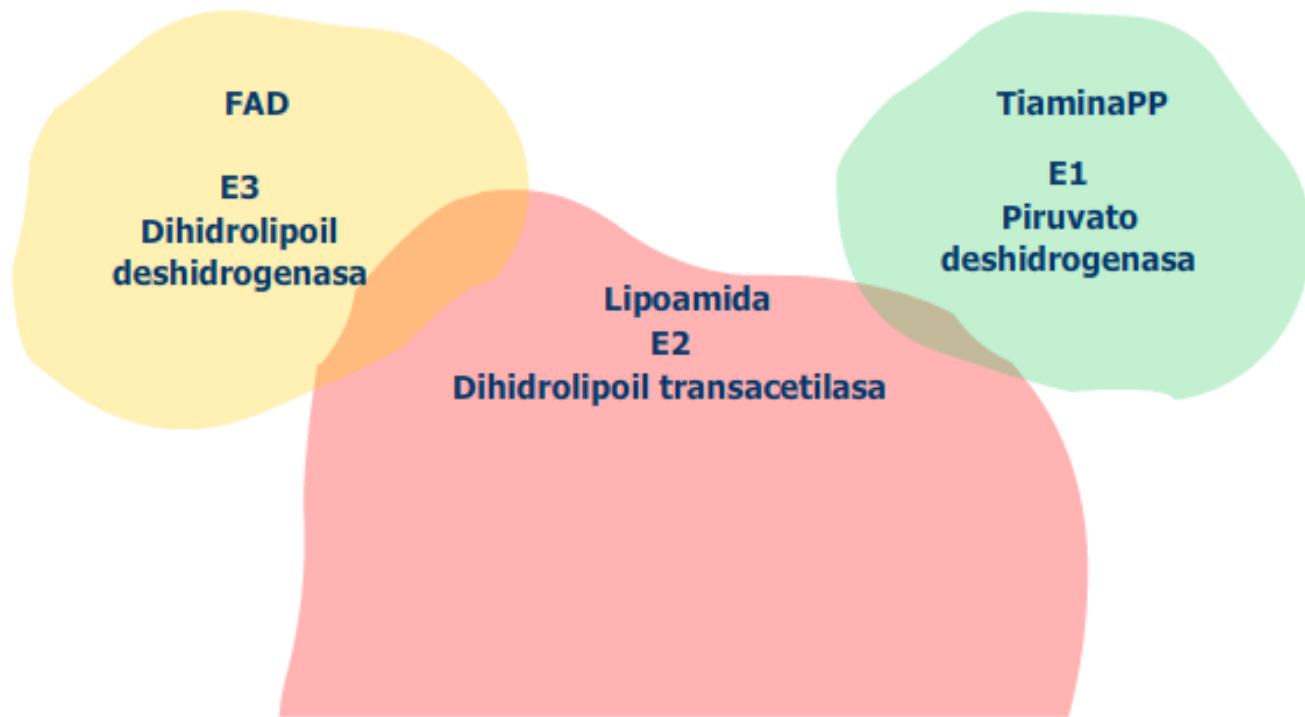 FAD
E3
Dihidrolipoil
deshidrogenasa
Lipoamida
E2
Dihidrolipoil transacetilasa
TiaminaPP
E1
Piruvato
deshidrogenasa